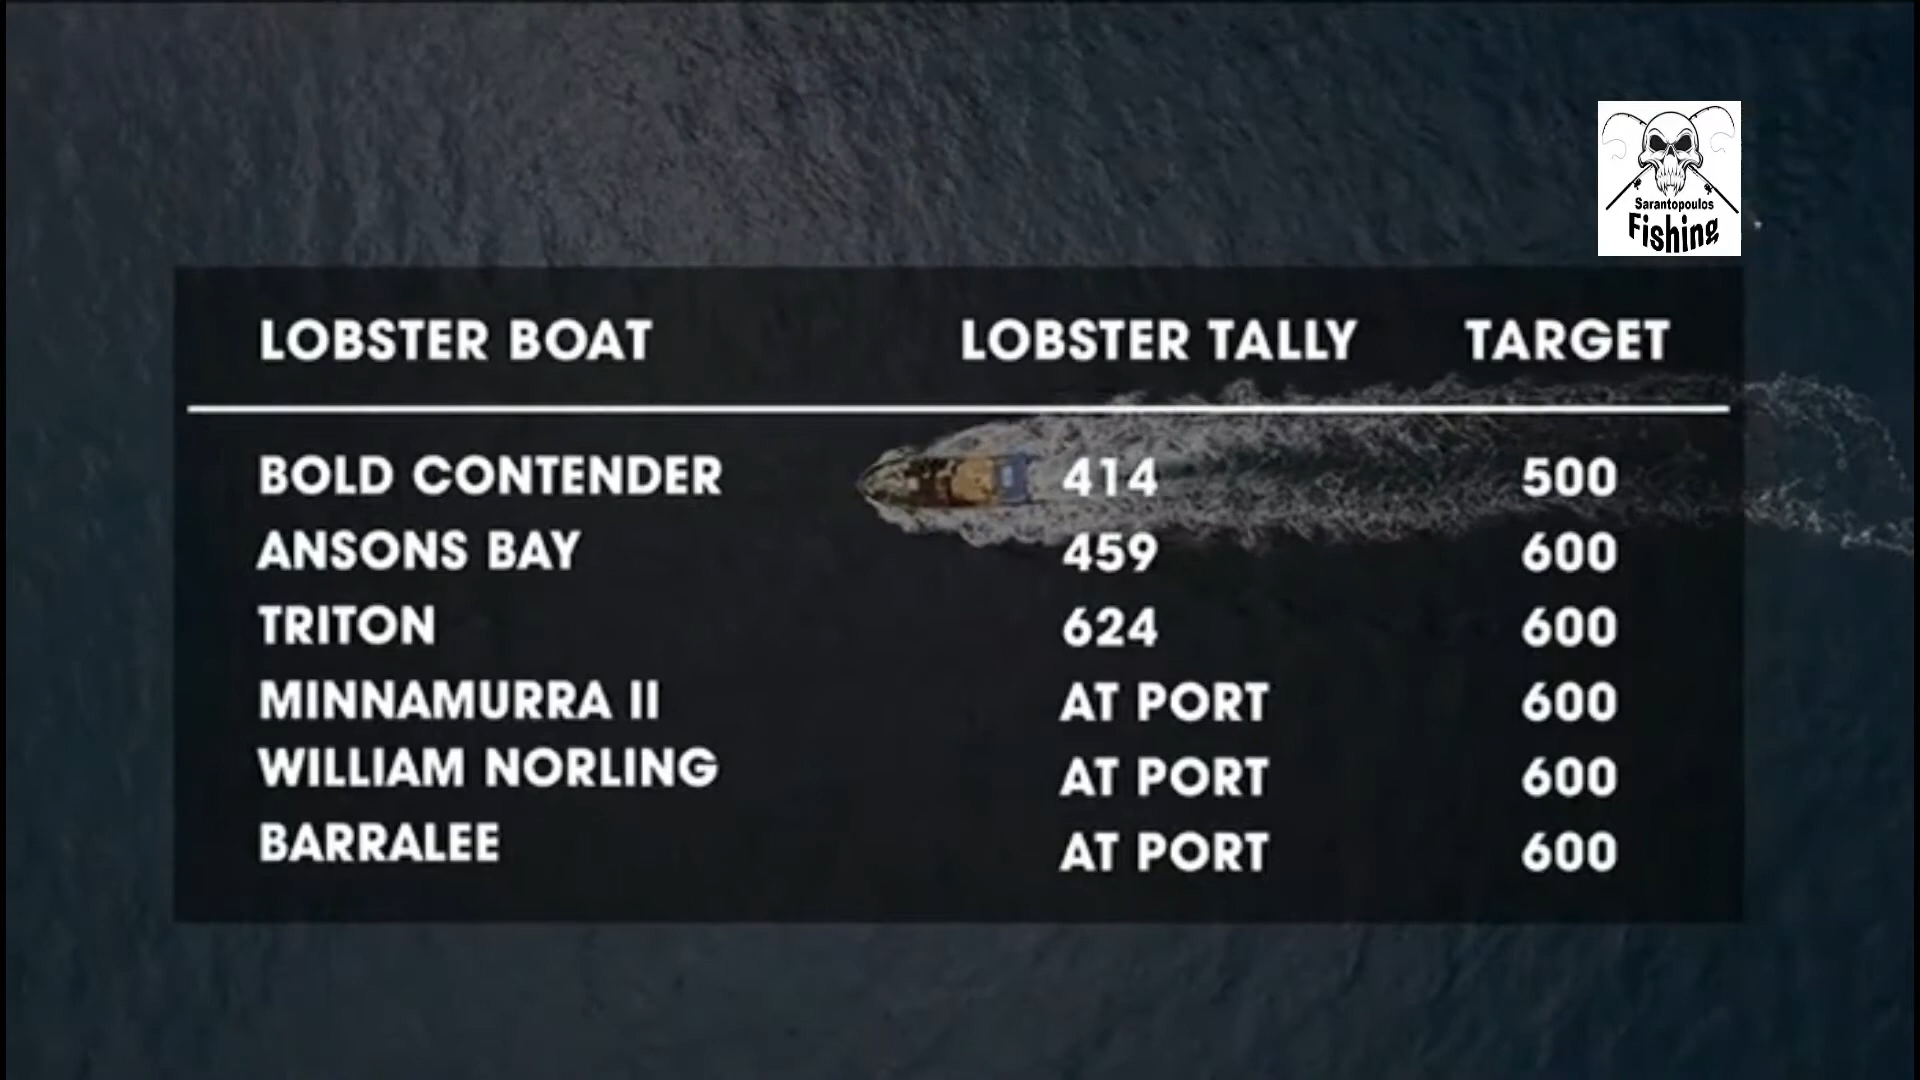 Sarantopoulos
Fishing
LOBSTER BOAT LOBSTER TALLY TARGET
BOLD CONTENDER 414 500
ANSONS BAY 459 600
TRITON 624 600
MINNAMURRA II AT PORT 600
WILLIAM NORLING AT PORT 600
BARRALEE AT PORT 600